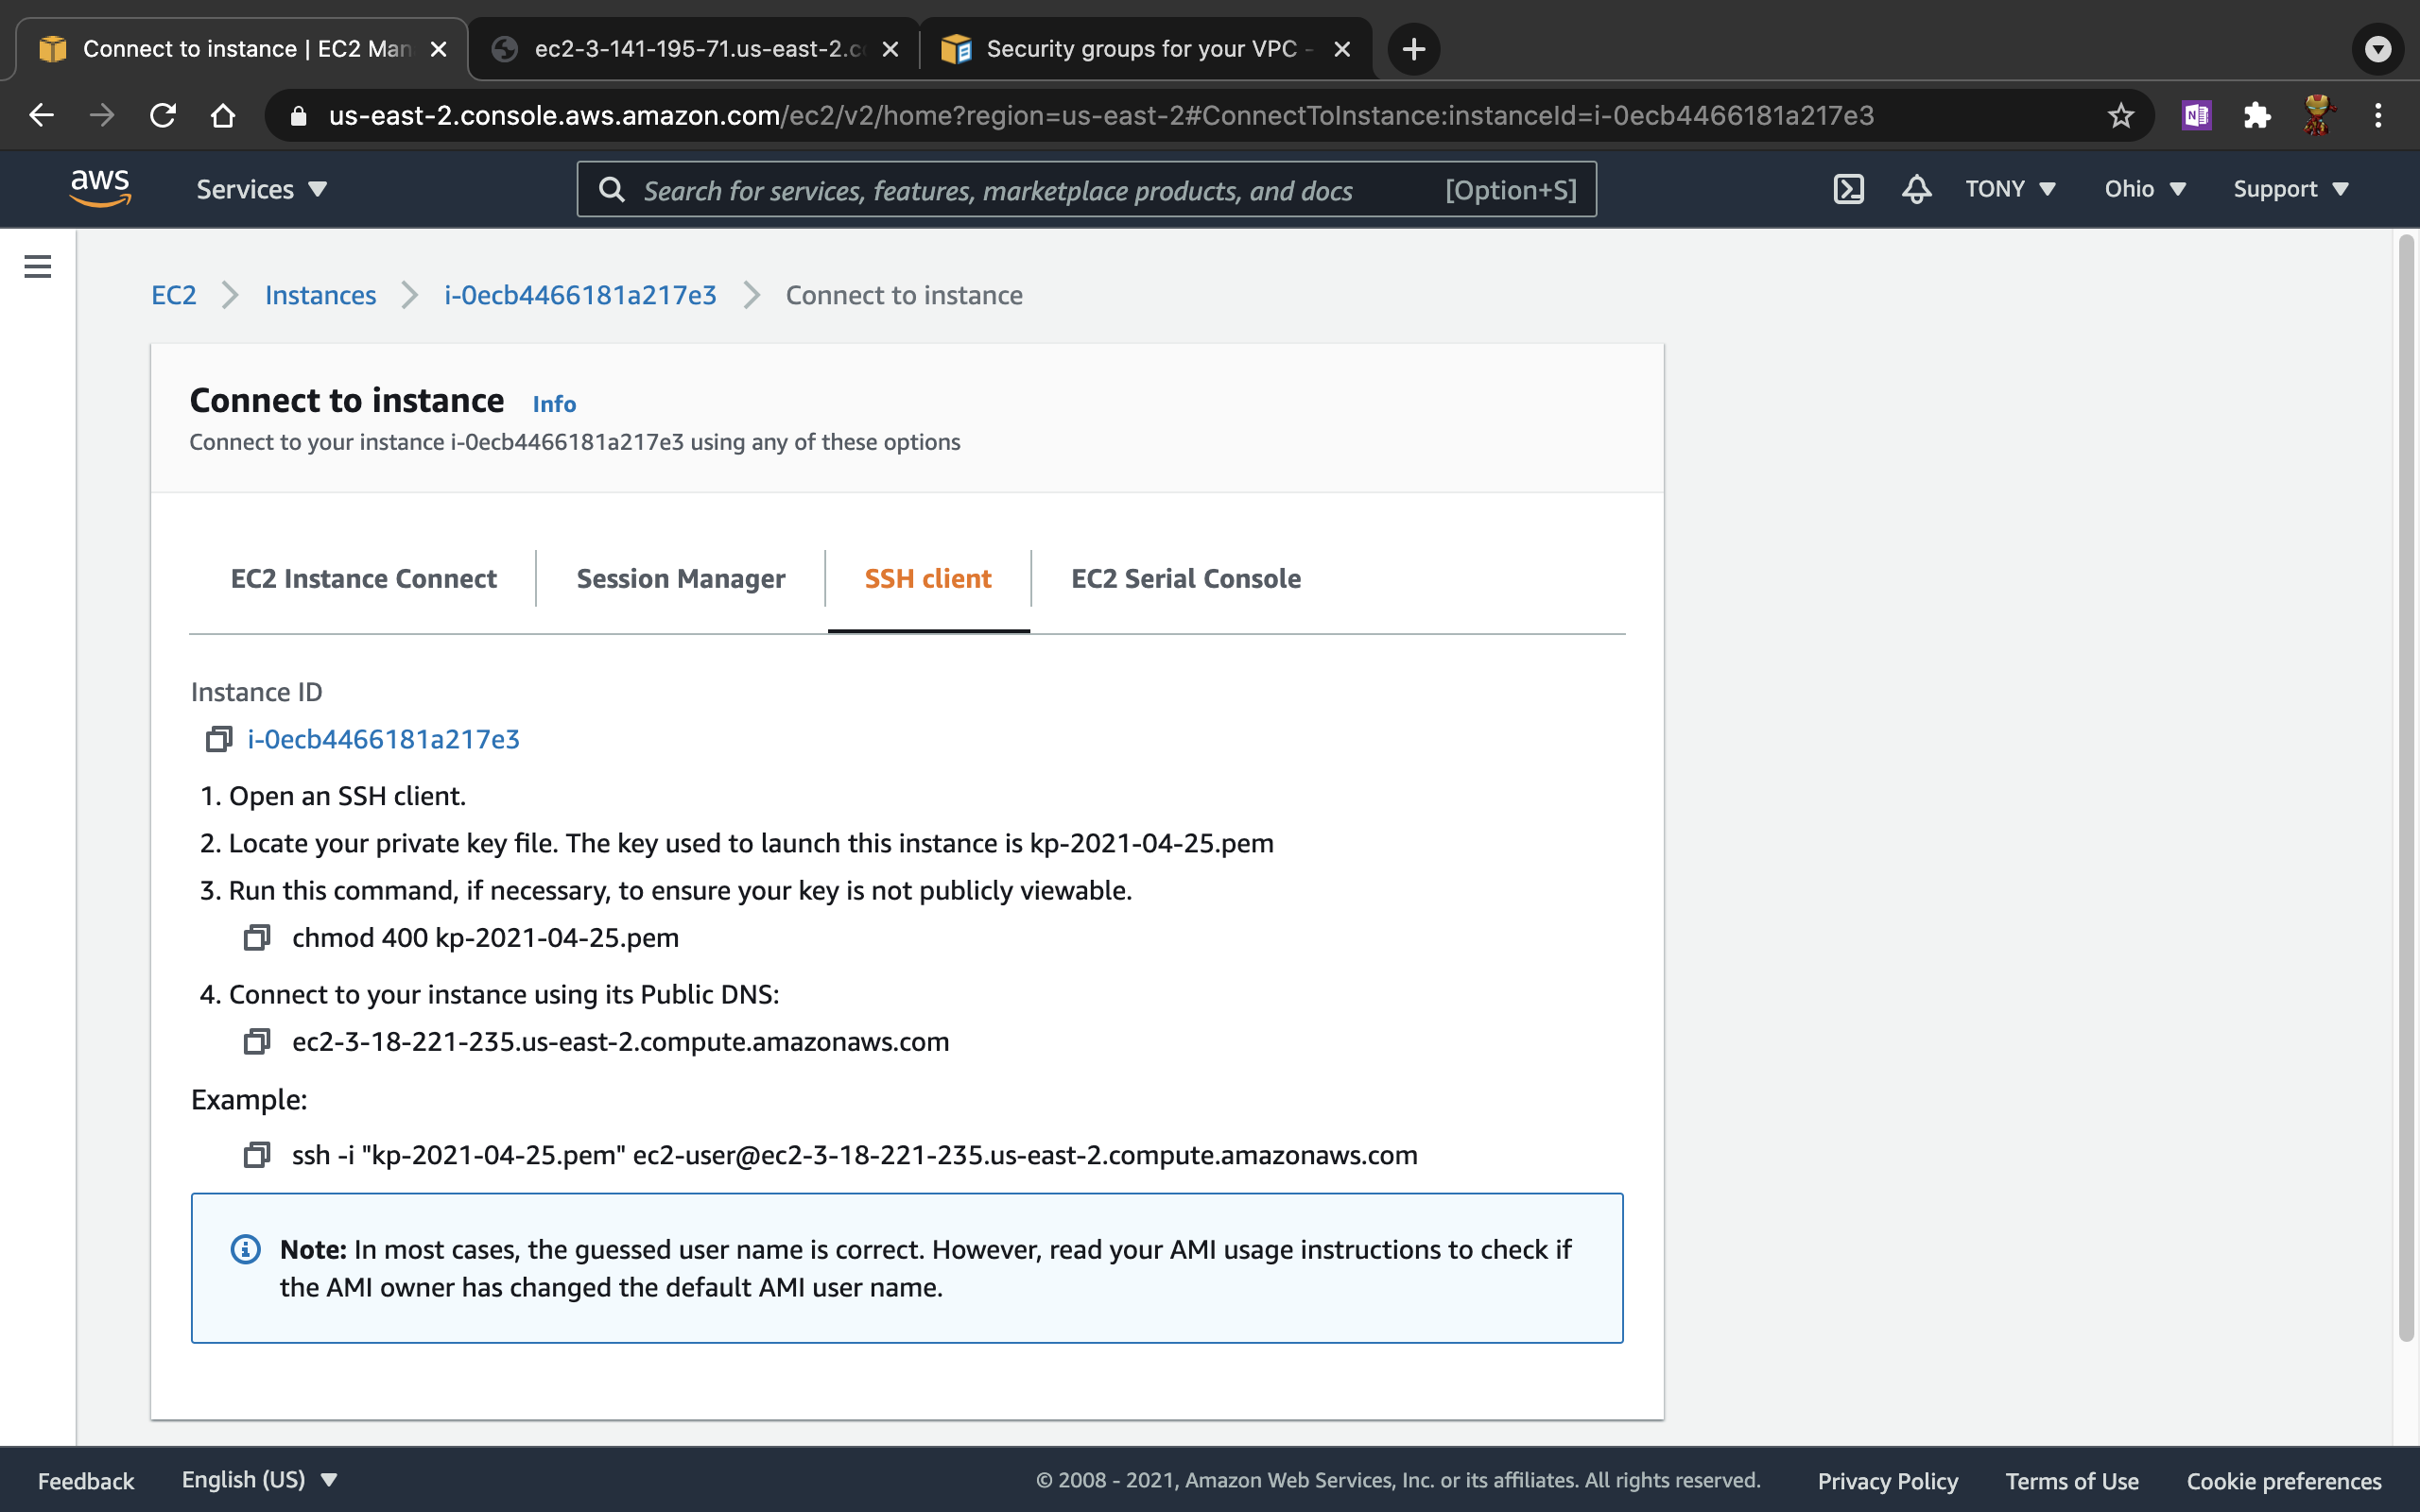 Connect to instance | EC2 Man
ec2-3-141-195-71.us-east-2.c
Security groups for your VPC -
us-east-2.console.aws.amazon.com/ec2/v2/home?region=us-east-2#ConnectToInstance:instanceId=i-0ecb4466181a217e3
aws
Services
Search for services, features, marketplace products, and docs
[Option+S]
TONY
Ohio
Support
EC2
Instances
i-0ecb4466181a217e3
Connect to instance
Connect to instance Info
Connect to your instance i-0ecb4466181a217e3 using any of these options
EC2 Instance Connect
Session Manager
SSH client
EC2 Serial Console
Instance ID
i-0ecb4466181a217e3
1. Open an SSH client.
2. Locate your private key file. The key used to launch this instance is kp-2021-04-25.pem
3. Run this command, if necessary, to ensure your key is not publicly viewable.
chmod 400 kp-2021-04-25.pem
4. Connect to your instance using its Public DNS:
ec2-3-18-221-235.us-east-2.compute.amazonaws.com
Example:
ssh -i "kp-2021-04-25.pem" ec2-user@ec2-3-18-221-235.us-east-2.compute.amazonaws.com
Note: In most cases, the guessed user name is correct. However, read your AMI usage instructions to check if
the AMI owner has changed the default AMI user name.
Feedback
English (US)
© 2008 - 2021, Amazon Web Services, Inc. or its affiliates. All rights reserved.
Privacy Policy
Terms of Use
Cookie preferences